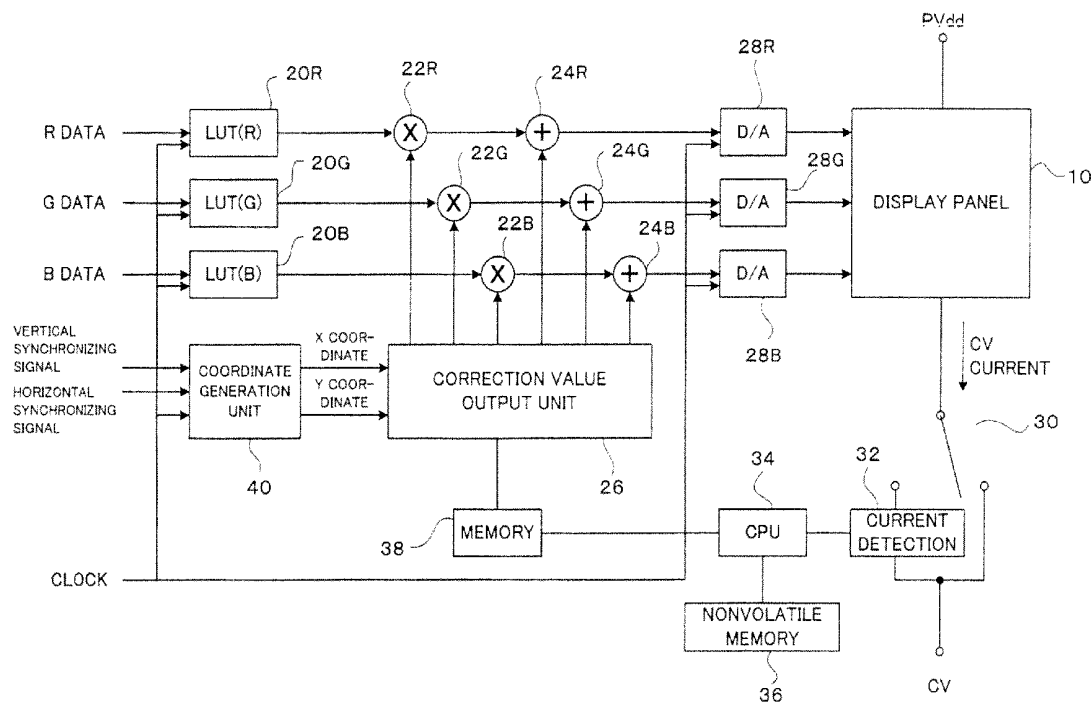 PVdd
20R
22R
24R
28R
R DATA
LUT(R)
X
+
D/A
20G
22G
24G
28G
10
G DATA
LUT(G)
X
+
D/A
DISPLAY PANEL
20B
22B
24B
B DATA
LUT(B)
X
+
D/A
28B
VERTICAL
SYNCHRONIZING
SIGNAL
HORIZONTAL
SYNCHRONIZING
SIGNAL
COORDINATE
GENERATION
UNIT
X COOR-
DINATE
Y COOR-
DINATE
CORRECTION VALUE
OUTPUT UNIT
CV
CURRENT
30
40
26
34
32
38
MEMORY
CPU
CURRENT
DETECTION
CLOCK
NONVOLATILE
MEMORY
36
CV